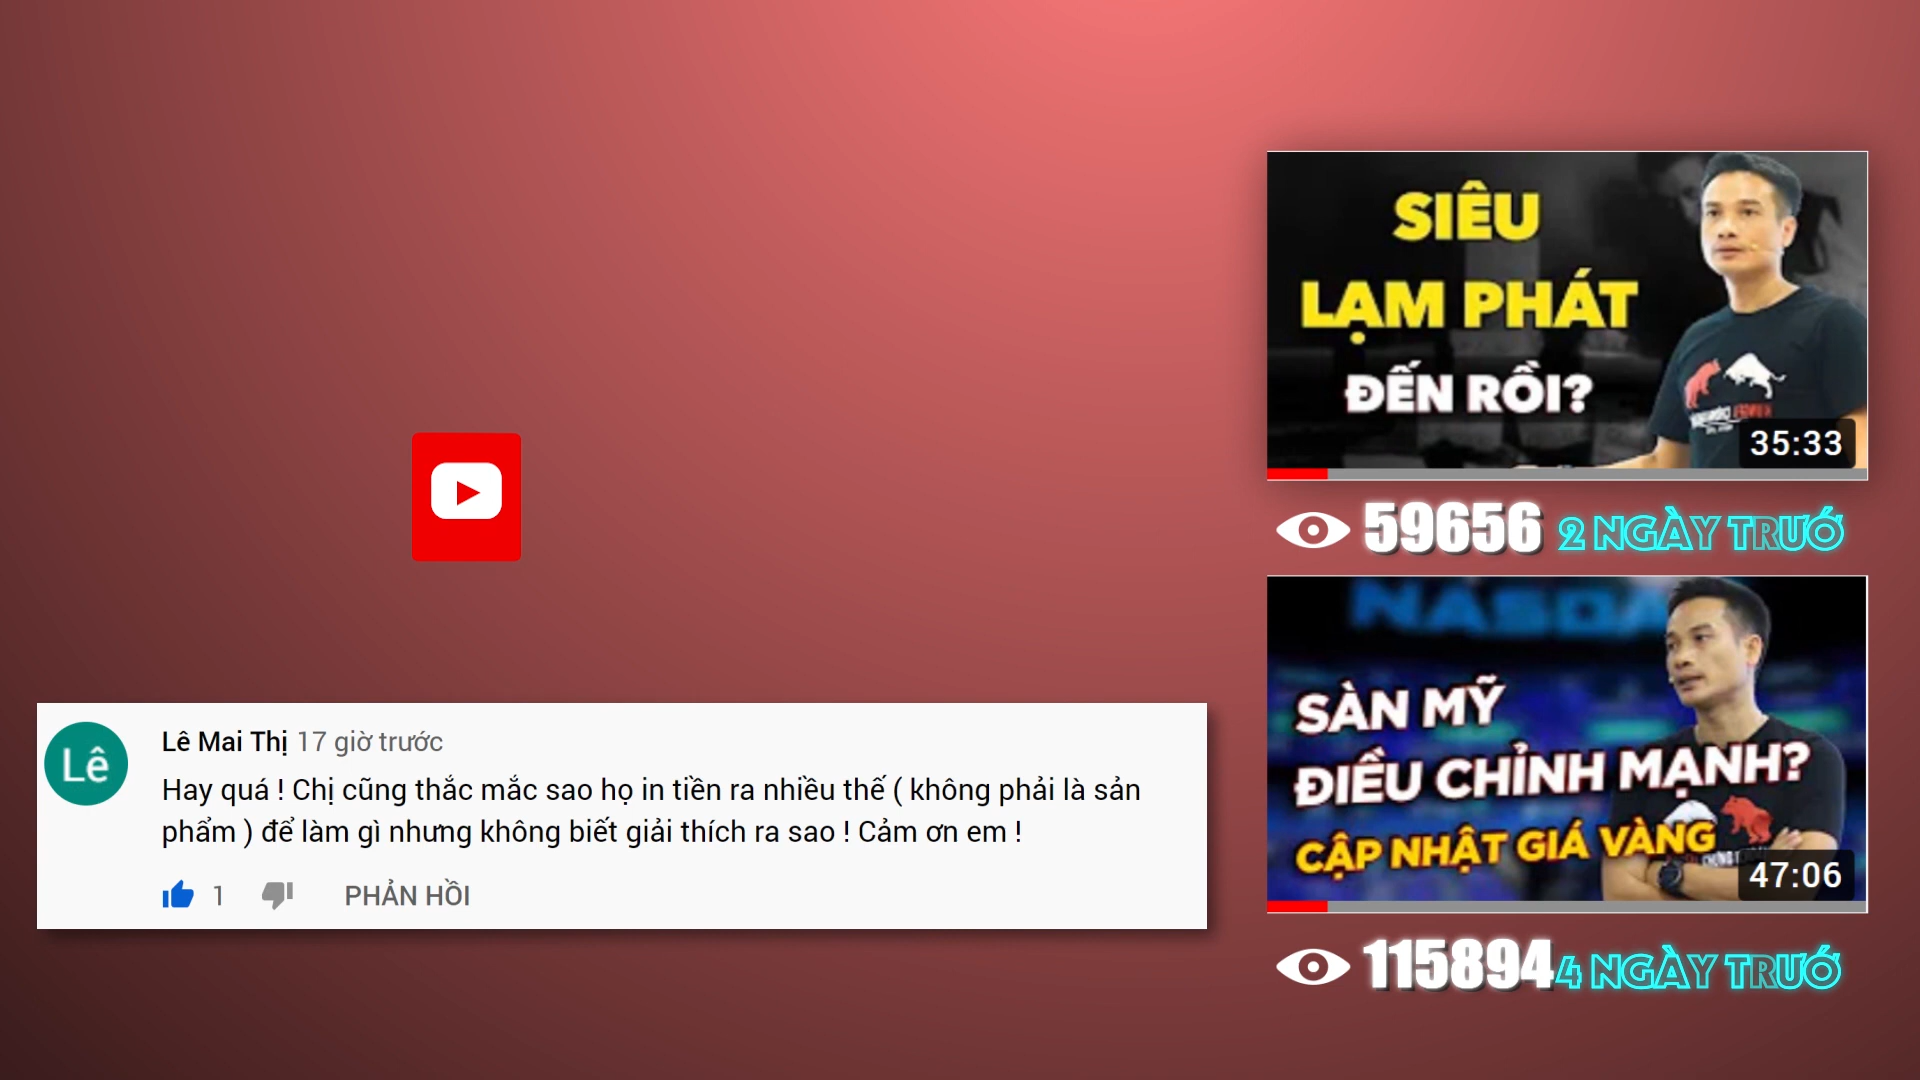 SIÊU
LẠM PHÁT
ĐẾN RỒI?
35:33
59656 2 NGÀY TRƯỚ
NASDA
SÀN MỸ
ĐIỀU CHỈNH MẠNH?
CẬP NHẬT GIÁ VÀNG
47:06
115894 4 NGÀY TRƯỚ
Lê
Lê Mai Thị 17 giờ trước
Hay quá ! Chị cũng thắc mắc sao họ in tiền ra nhiều thế ( không phải là sản
phẩm ) để làm gì nhưng không biết giải thích ra sao ! Cảm ơn em !
1 PHẢN HỒI